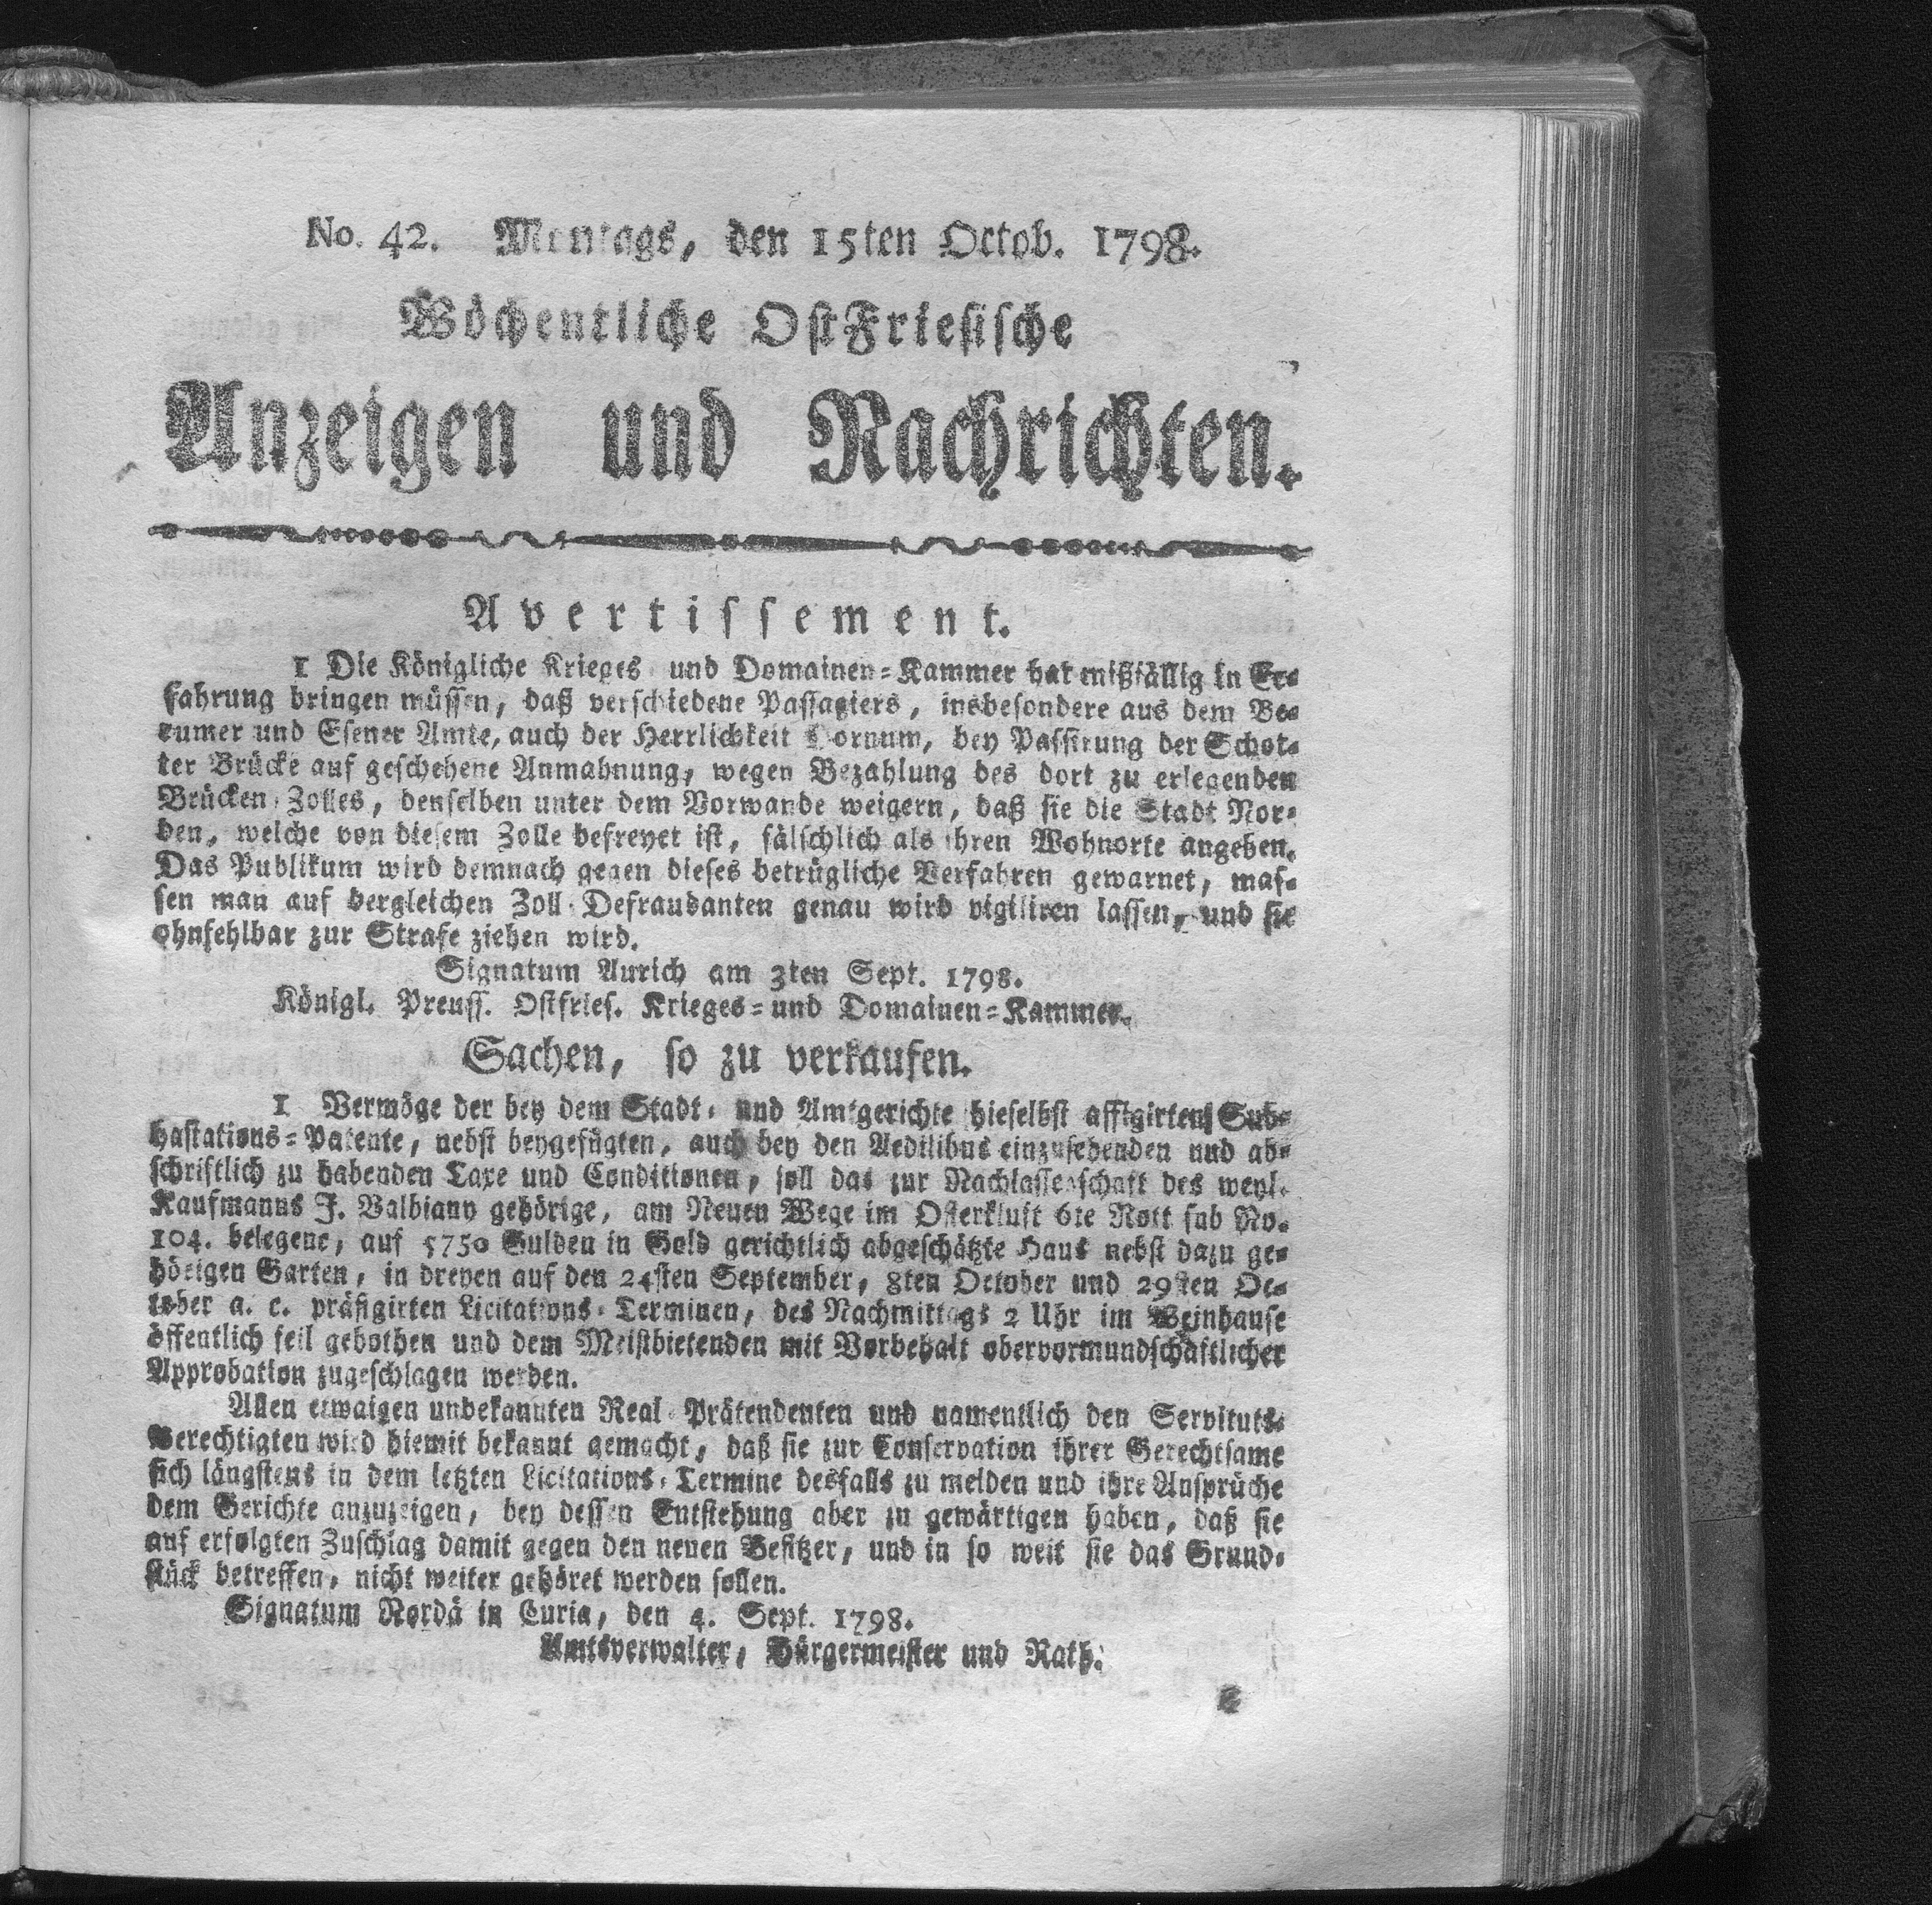 No. 42. Montags, den 15ten Octob. 1798.
Wöchentliche OstFriesische
Anzeigen und Nachrichten.
Avertissement.
1 Die Königliche Krieges und Domainen=Kammer hat mißfällig in Er=
fahrung bringen müssen, daß verschiedene Passagiers, insbesondere aus dem Be=
rumer und Esener Amte, auch der Herrlichkeit Dornum, bey Passirung der Schot=
ter Brücke auf geschehene Anmahnung, wegen Bezahlung des dort zu erlegenden
Brücken=Zolles, denselben unter dem Vorwande weigern, daß sie die Stadt Nor=
den, welche von diesem Zolle befreyet ist, fälschlich als ihren Wohnorte angeben.
Das Publikum wird demnach gegen dieses betrügliche Verfahren gewarnet, mas=
sen man auf dergleichen Zoll=Defraudanten genau wird vigiliren lassen, und sie
ohnfehlbar zur Strafe ziehen wird.
Signatum Aurich am 3ten Sept. 1798.
Königl. Preuss. Ostfries. Krieges=und Domainen=Kammer.
Sachen, so zu verkaufen.
1 Vermöge der bey dem Stadt= und Amtgerichte hieselbst affigirten Sub=
hastations=Patente, nebst beygefügten, auch bey den Aedilibus einzusehenden und ab=
schriftlich zu habenden Taxe und Conditionen, soll das zur Nachlassenschaft des weyl.
Kaufmanns J. Valbiany gehörige, am Neuen Wege im Osterkluft 6te Rott sub No.
104. belegene, auf 5750 Gulden in Gold gerichtlich abgeschätzte Haus nebst dazu ge=
hörigen Garten, in dreyen auf den 24sten September, 8ten October und 29sten Oc=
tober a. c. präfigirten Licitations=Terminen, des Nachmittags 2 Uhr im Weinhause
öffentlich feil gebothen und dem Meistbietenden mit Vorbehalt obervormundschaftlicher
Approbation zugeschlagen werden.
Allen etwaigen unbekannten Real=Prätendenten und namentlich den Servituts=
Berechtigten wird hiemit bekannt gemacht, daß sie zur Conservation ihrer Gerechtsame
sich längstens in dem letzten Licitations=Termine desfalls zu melden und ihre Ansprüche
dem Gerichte anzuzeigen, bey dessen Entstehung aber zu gewärtigen haben, daß sie
auf erfolgten Zuschlag damit gegen den neuen Besitzer, und in so weit sie das Grund=
stück betreffen, nicht weiter gehöret werden sollen.
Signatum Nordä in Curia, den 4. Sept. 1798.
Amtsverwalter, Bürgermeister und Rath.